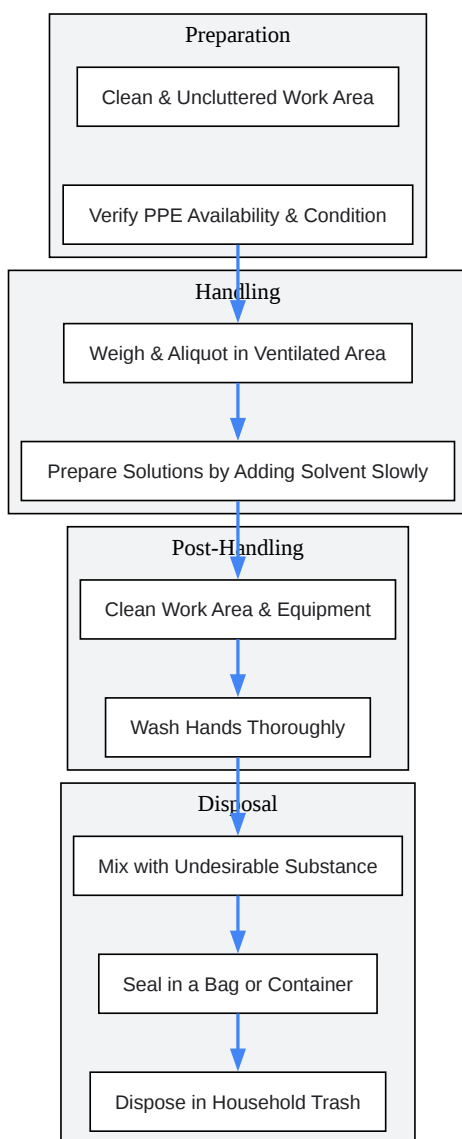 Preparation
Clean & Uncluttered Work Area
Verify PPE Availability & Condition
Handling
Weigh & Aliquot in Ventilated Area
Prepare Solutions by Adding Solvent Slowly
Post-Handling
Clean Work Area & Equipment
Wash Hands Thoroughly
Disposal
Mix with Undesirable Substance
Seal in a Bag or Container
Dispose in Household Trash